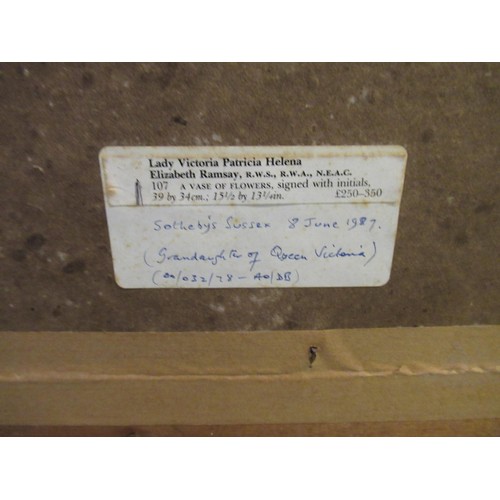 Lady Victoria Patricia Helena
Elizabeth Ramsay, R.W.S., R.W.A., N.E.A.C.
107 A VASE OF FLOWERS, signed with initials,
39 by 34cm.; 15½ by 13¼in. £250–350
Sotheby's Sussex 8 June 1987.
(Grandaughter of Queen Victoria)